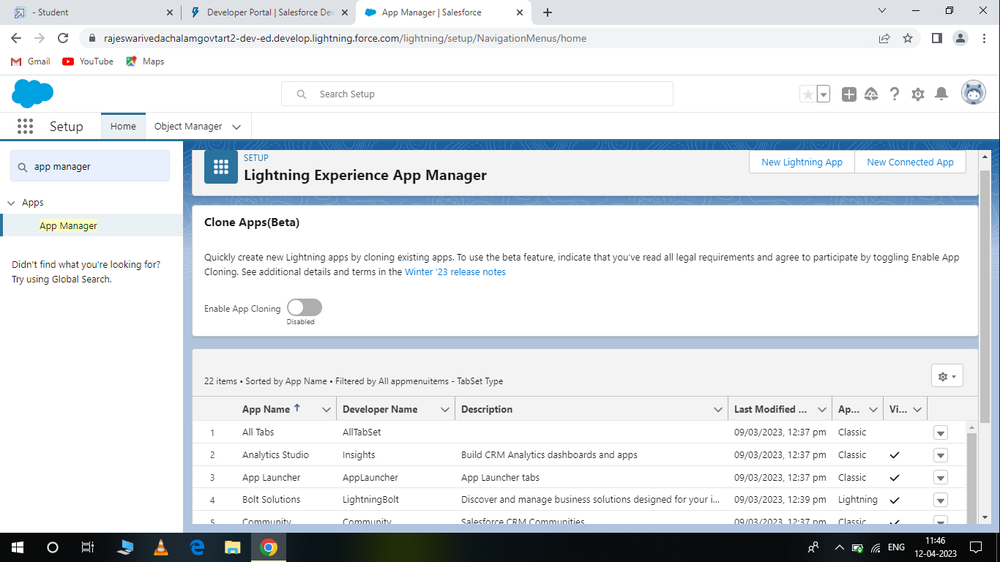 - Student
Developer Portal | Salesforce Dev
App Manager | Salesforce
rajeswarivedachalamgovtart2-dev-ed.develop.lightning.force.com/lightning/setup/NavigationMenus/home
Gmail
YouTube
Maps
Search Setup
Setup
Home
Object Manager
app manager
Apps
App Manager
Didn't find what you're looking for?
Try using Global Search.
SETUP
Lightning Experience App Manager
New Lightning App
New Connected App
Clone Apps(Beta)
Quickly create new Lightning apps by cloning existing apps. To use the beta feature, indicate that you've read all legal requirements and agree to participate by toggling Enable App
Cloning. See additional details and terms in the Winter '23 release notes
Enable App Cloning
Disabled
22 items • Sorted by App Name • Filtered by All appmenuitems - TabSet Type
App Name Developer Name Description Last Modified ... Ap... Vi...
1 All Tabs AllTabSet 09/03/2023, 12:37 pm Classic
2 Analytics Studio Insights Build CRM Analytics dashboards and apps 09/03/2023, 12:37 pm Classic
3 App Launcher AppLauncher App Launcher tabs 09/03/2023, 12:37 pm Classic
4 Bolt Solutions LightningBolt Discover and manage business solutions designed for your i... 09/03/2023, 12:39 pm Lightning
5 Community Community Salesforce CRM Communities 09/03/2023, 12:37 pm Classic
ENG
11:46
12-04-2023